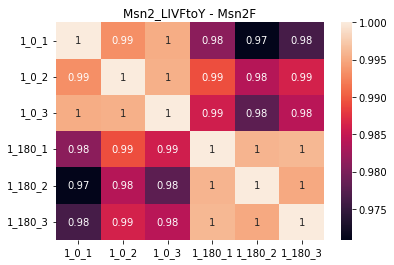 Msn2_LIVFtoY - Msn2F
1_0_1 1 0.99 1 0.98 0.97 0.98
1_0_2 0.99 1 1 0.99 0.98 0.99
1_0_3 1 1 1 0.99 0.98 0.98
1_180_1 0.98 0.99 0.99 1 1 1
1_180_2 0.97 0.98 0.98 1 1 1
1_180_3 0.98 0.99 0.98 1 1 1
1_0_1 1_0_2 1_0_3 1_180_1 1_180_2 1_180_3
1.000
0.995
0.990
0.985
0.980
0.975